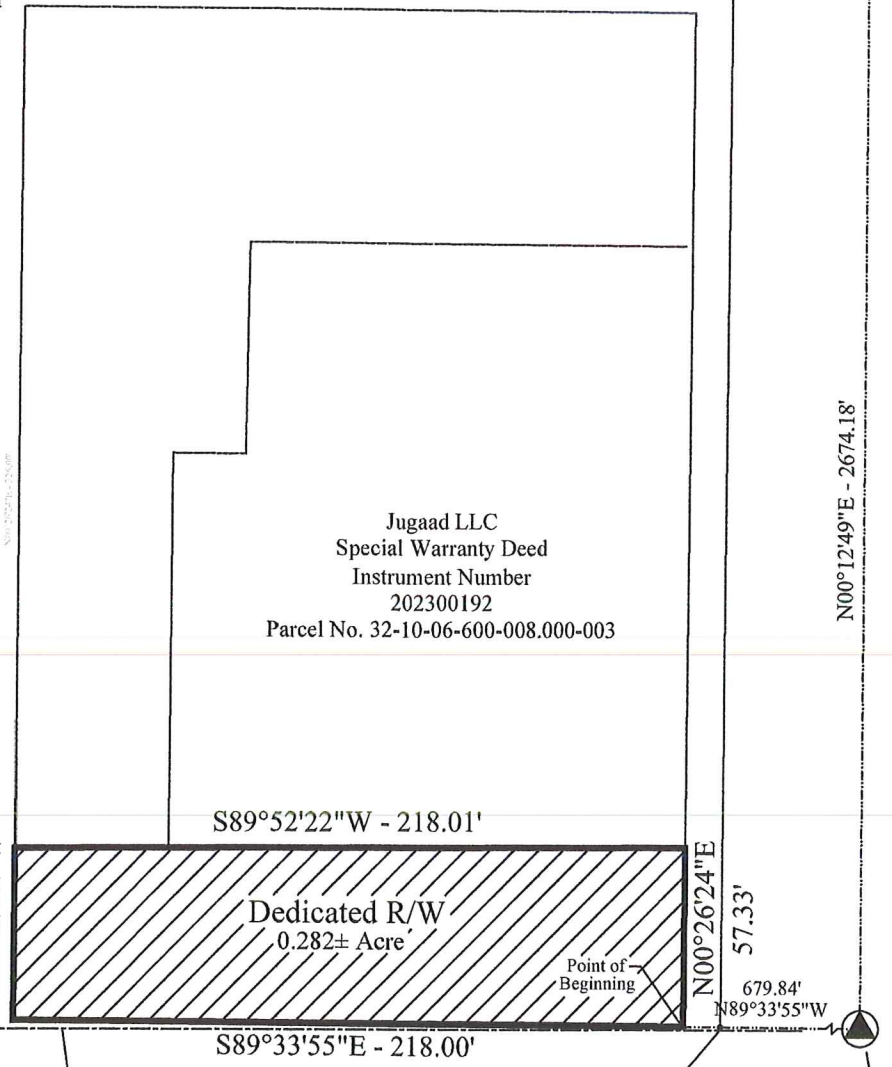 N00°12'49"E - 2674.18'
Jugaad LLC
Special Warranty Deed
Instrument Number
202300192
Parcel No. 32-10-06-600-008.000-003
S89°52'22"W - 218.01'
Dedicated R/W
0.282± Acre
Point of
Beginning
N00°26'24"E
57.33'
679.84'
N89°33'55"W
S89°33'55"E - 218.00'